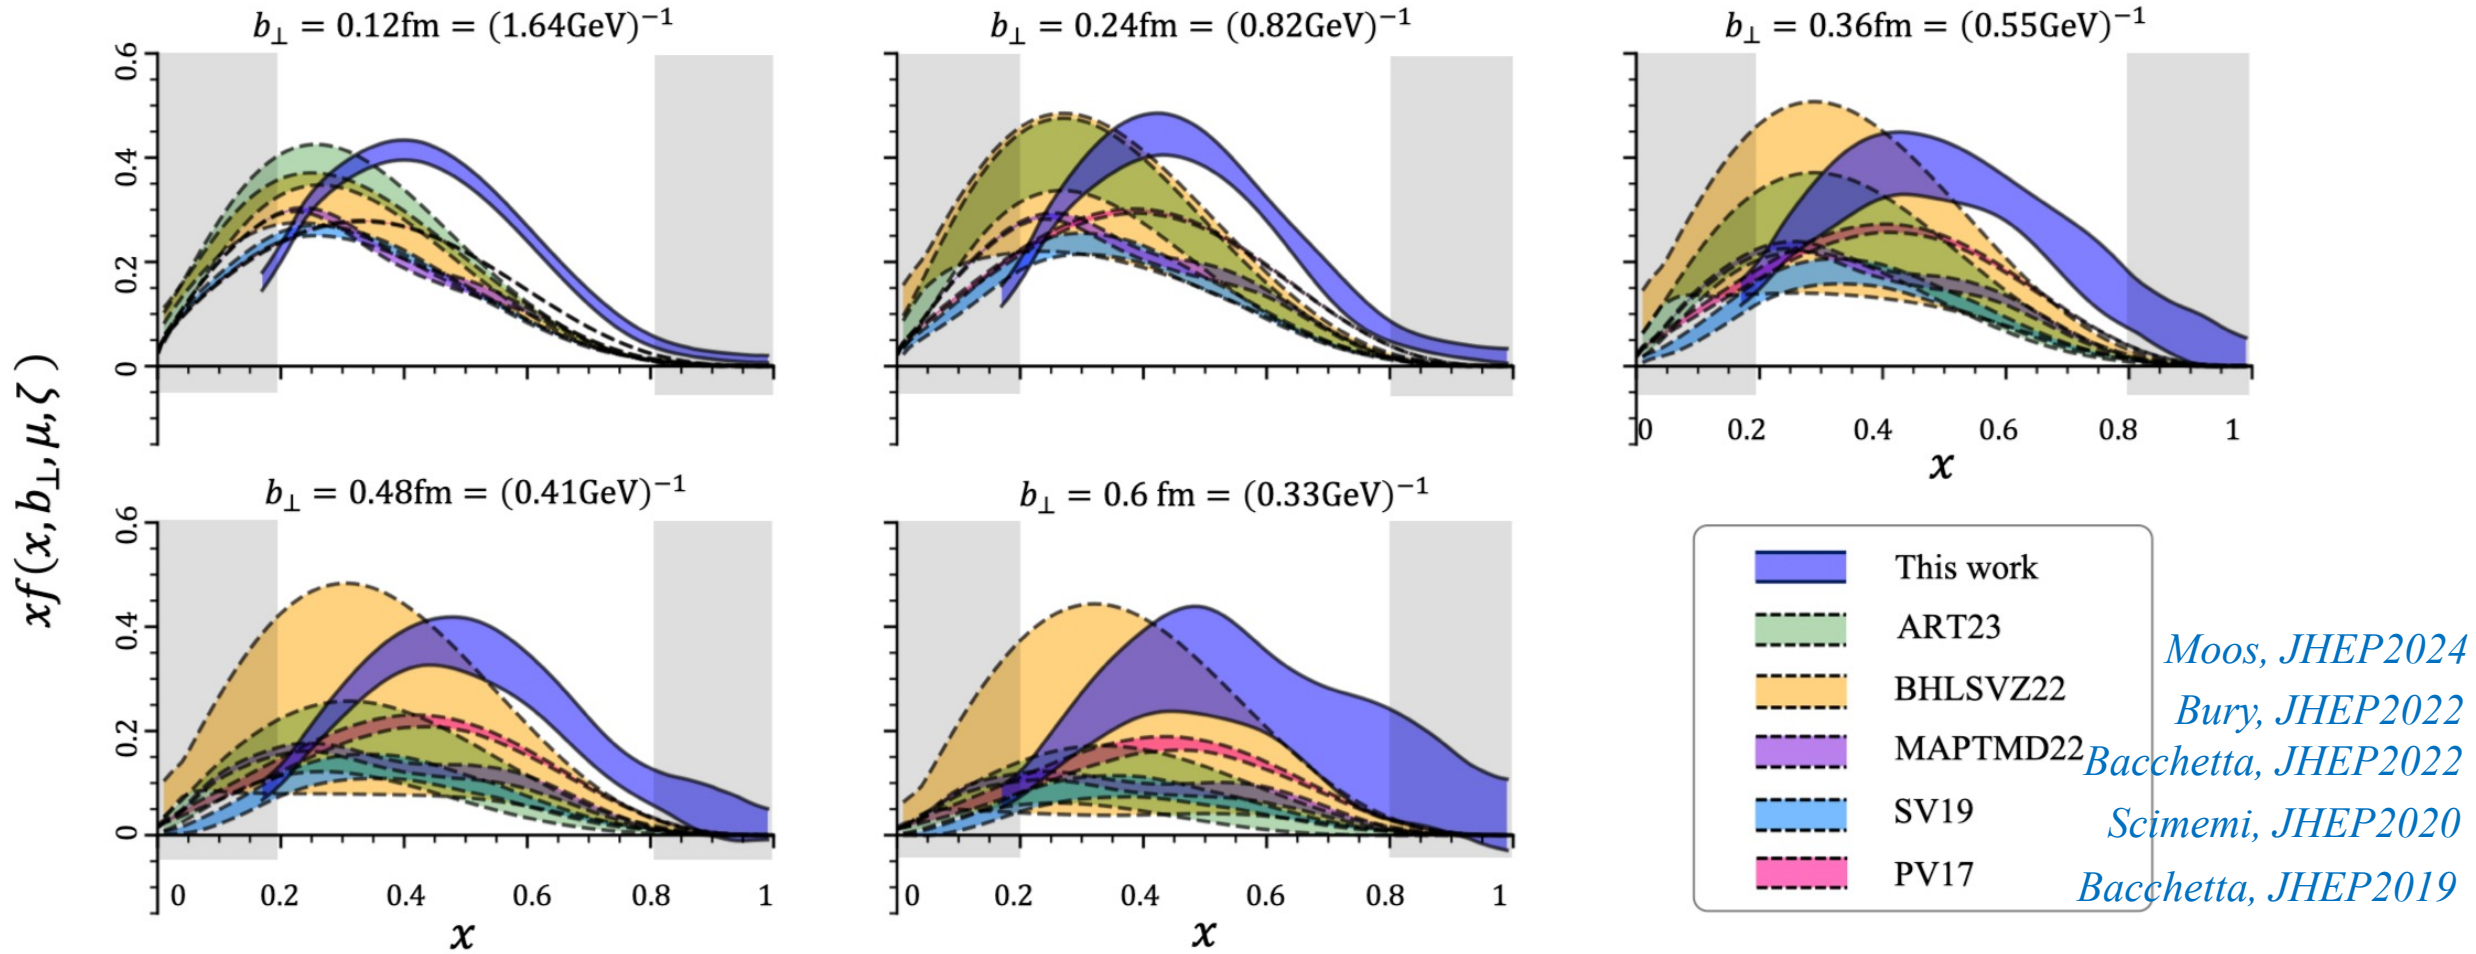 b⊥ = 0.12fm = (1.64GeV)⁻¹
b⊥ = 0.24fm = (0.82GeV)⁻¹
b⊥ = 0.36fm = (0.55GeV)⁻¹
0.6
0.4
0.2
0
0 0.2 0.4 0.6 0.8 1
x
xf(x,b⊥,μ,ζ)
b⊥ = 0.48fm = (0.41GeV)⁻¹
b⊥ = 0.6 fm = (0.33GeV)⁻¹
0.6
0.4
0.2
0
0 0.2 0.4 0.6 0.8 1
x
0 0.2 0.4 0.6 0.8 1
x
This work
ART23
Moos, JHEP2024
BHLSVZ22
Bury, JHEP2022
MAPTMD22
Bacchetta, JHEP2022
SV19
Scimemi, JHEP2020
PV17
Bacchetta, JHEP2019